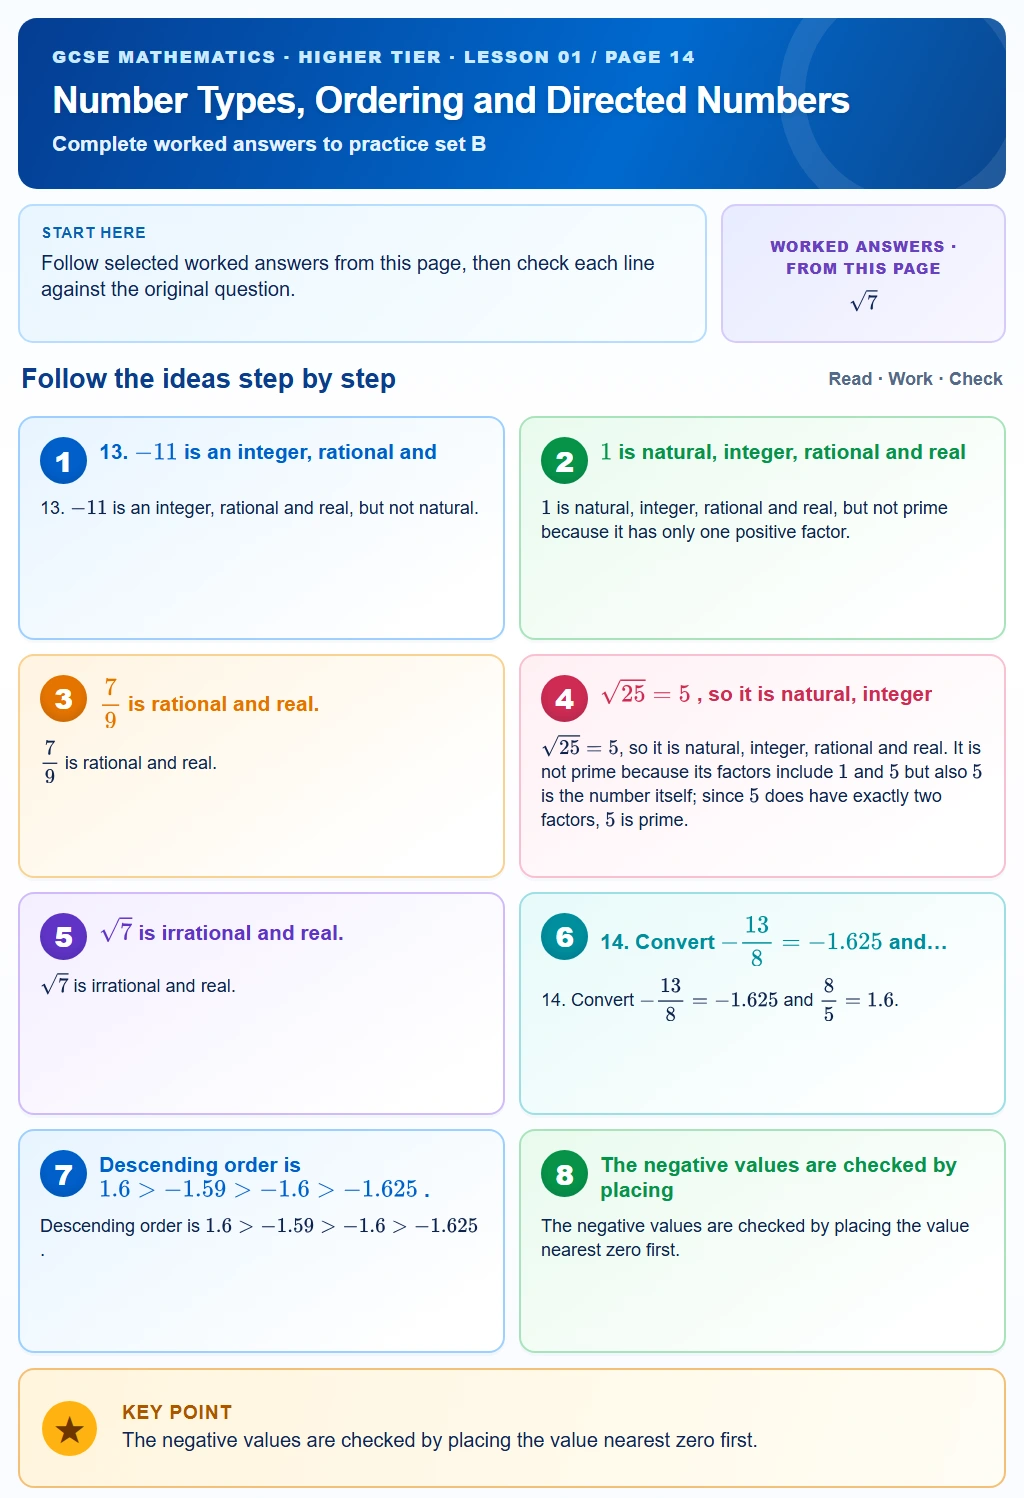 GCSE MATHEMATICS · HIGHER TIER · LESSON 01 / PAGE 14
Number Types, Ordering and Directed Numbers
Complete worked answers to practice set B
START HERE
Follow selected worked answers from this page, then check each line
against the original question.
WORKED ANSWERS ·
FROM THIS PAGE
√7
Follow the ideas step by step
Read · Work · Check
1
13. −11 is an integer, rational and
13. −11 is an integer, rational and real, but not natural.
2
1 is natural, integer, rational and real
1 is natural, integer, rational and real, but not prime
because it has only one positive factor.
3
7/9 is rational and real.
7/9 is rational and real.
4
√25 = 5 , so it is natural, integer
√25 = 5, so it is natural, integer, rational and real. It is
not prime because its factors include 1 and 5 but also 5
is the number itself; since 5 does have exactly two
factors, 5 is prime.
5
√7 is irrational and real.
√7 is irrational and real.
6
14. Convert −13/8 = −1.625 and...
14. Convert −13/8 = −1.625 and 8/5 = 1.6.
7
Descending order is
1.6 > −1.59 > −1.6 > −1.625 .
Descending order is 1.6 > −1.59 > −1.6 > −1.625
.
8
The negative values are checked by
placing
The negative values are checked by placing the value
nearest zero first.
KEY POINT
The negative values are checked by placing the value nearest zero first.